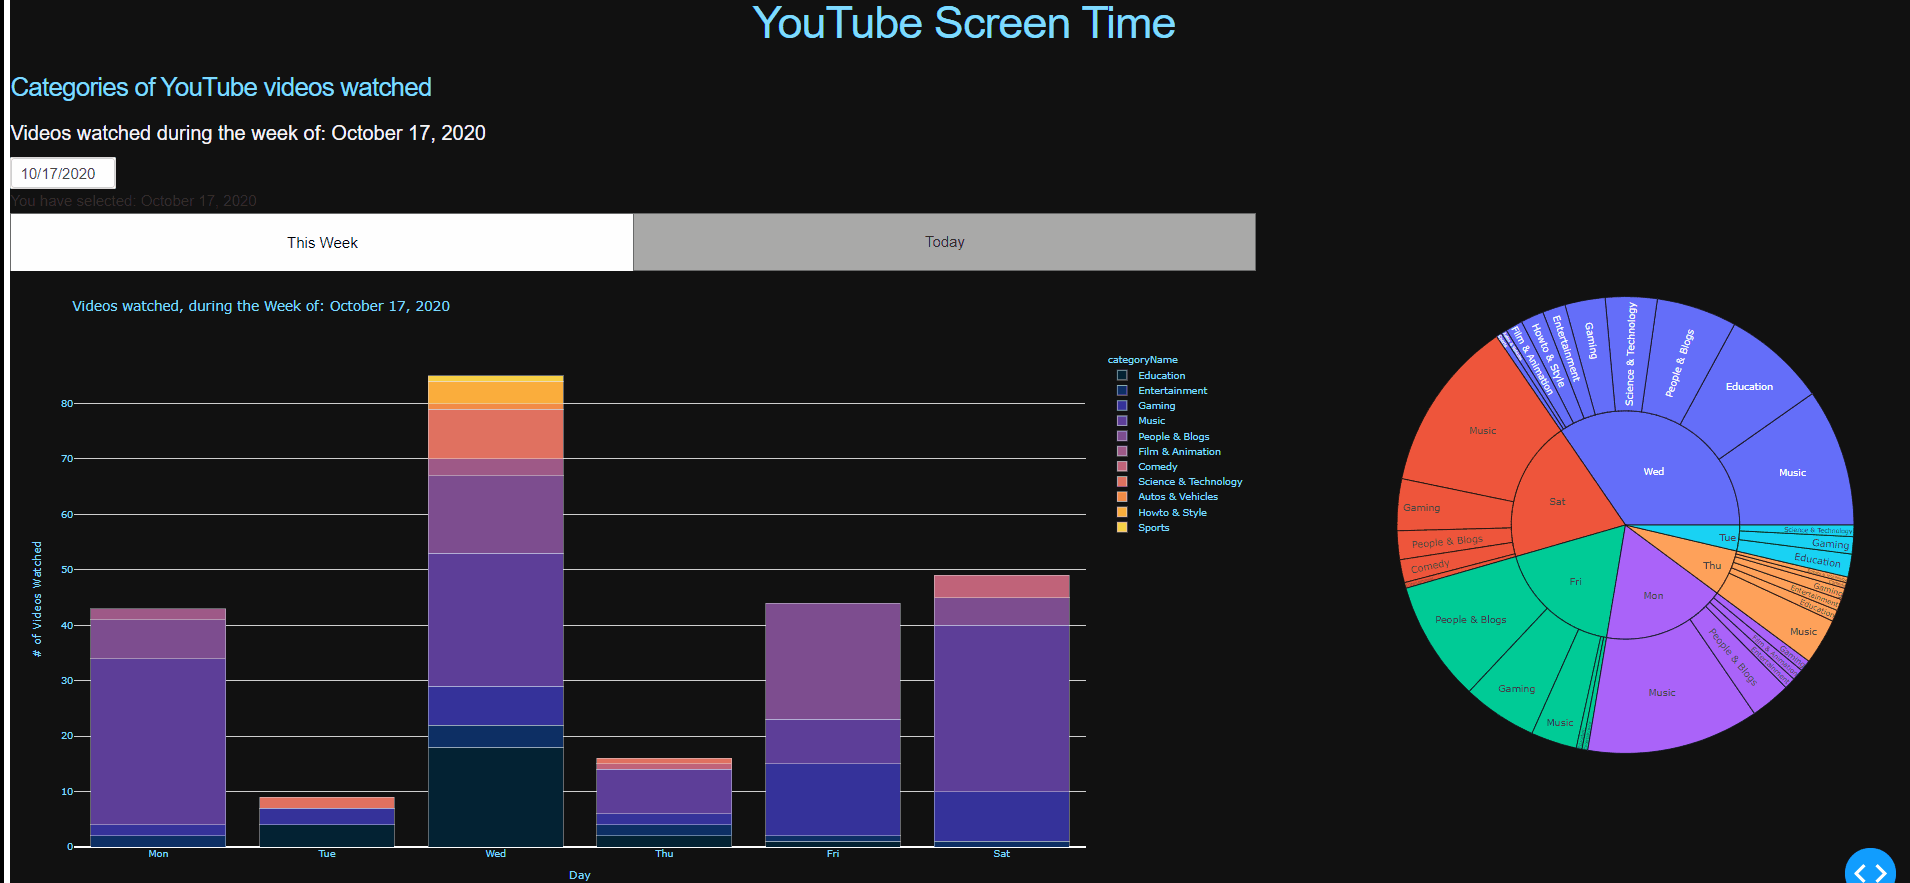 YouTube Screen Time
Categories of YouTube videos watched
Videos watched during the week of: October 17, 2020
10/17/2020
You have selected: October 17, 2020
This Week
Today
Videos watched, during the Week of: October 17, 2020
# of Videos Watched
80
70
60
50
40
30
20
10
0
Mon
Tue
Wed
Thu
Fri
Sat
Day
categoryName
Education
Entertainment
Gaming
Music
People & Blogs
Film & Animation
Comedy
Science & Technology
Autos & Vehicles
Howto & Style
Sports
Wed
Music
Education
People & Blogs
Science & Technology
Gaming
Entertainment
Howto & Style
Film & Animation
Sat
Music
Gaming
People & Blogs
Comedy
Fri
People & Blogs
Gaming
Music
Mon
Music
People & Blogs
Entertainment
Film & Animation
Gaming
Thu
Music
Education
Entertainment
Gaming
Tue
Education
Gaming
Science & Technology